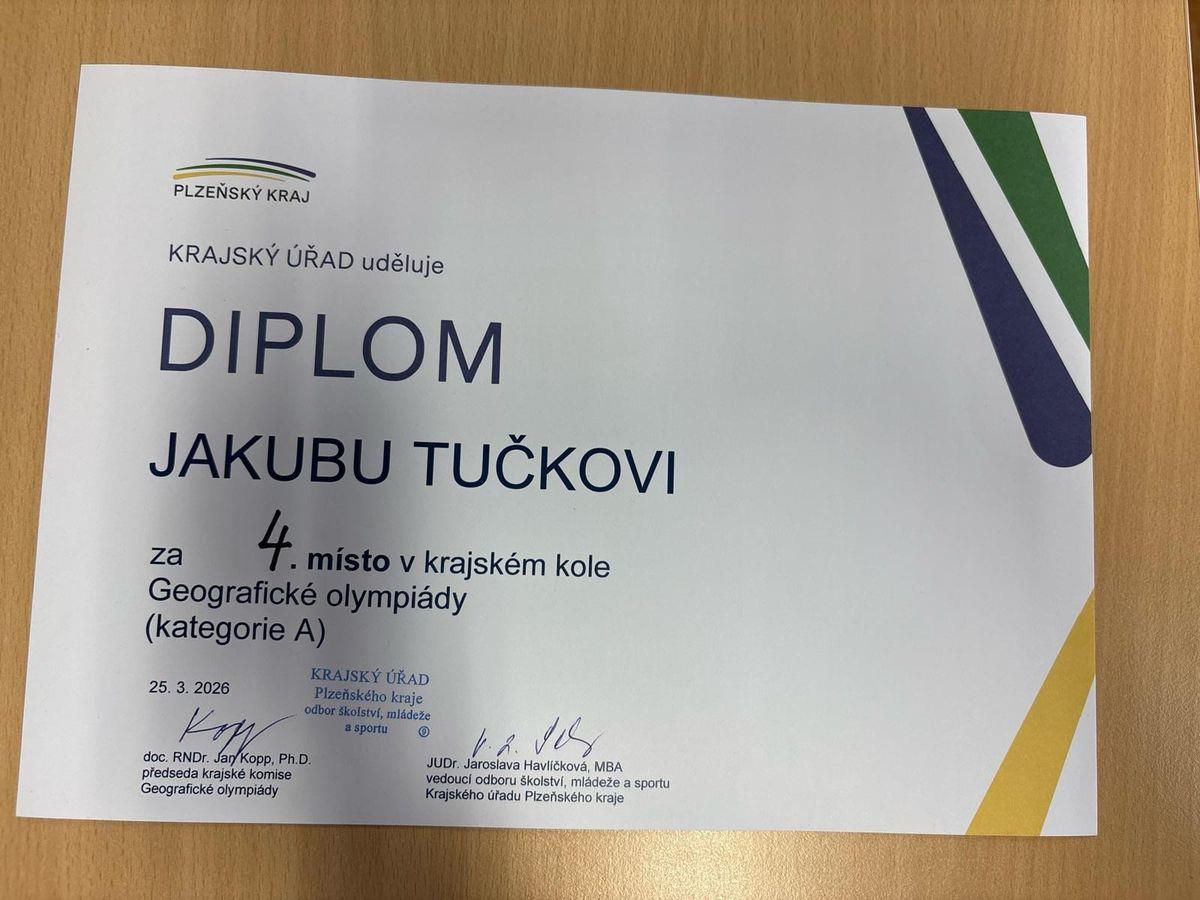 PLZEŇSKÝ KRAJ
KRAJSKÝ ÚŘAD uděluje
DIPLOM
JAKUBU TUČKOVI
za 4. místo v krajském kole
Geografické olympiády
(kategorie A)
25. 3. 2026
KRAJSKÝ ÚŘAD
Plzeňského kraje
odbor školství, mládeže
a sportu
9
Kopp
doc. RNDr. Jan Kopp, Ph.D.
předseda krajské komise
Geografické olympiády
v. z.
JUDr. Jaroslava Havlíčková, MBA
vedoucí odboru školství, mládeže a sportu
Krajského úřadu Plzeňského kraje